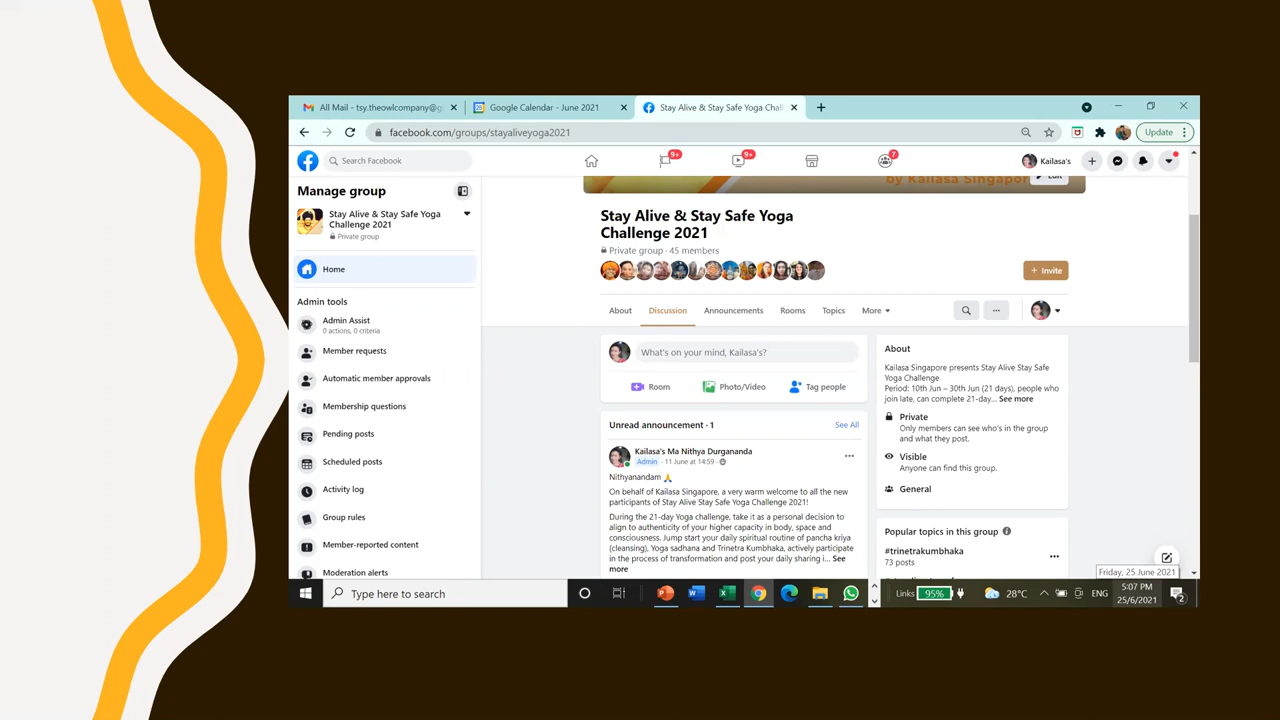 All Mail - tsy.theowlcompany@g
Google Calendar - June 2021
Stay Alive & Stay Safe Yoga Chall
facebook.com/groups/stayaliveyoga2021
Update
Search Facebook
9+
9+
7
Kailasa's
Manage group
Stay Alive & Stay Safe Yoga
Challenge 2021
Private group
Home
Admin tools
Admin Assist
0 actions, 0 criteria
Member requests
Automatic member approvals
Membership questions
Pending posts
Scheduled posts
Activity log
Group rules
Member-reported content
Moderation alerts
by Kailasa Singapor
Edit
Stay Alive & Stay Safe Yoga
Challenge 2021
Private group · 45 members
+ Invite
About
Discussion
Announcements
Rooms
Topics
More
What's on your mind, Kailasa's?
Room
Photo/Video
Tag people
Unread announcement · 1
See All
Kailasa's Ma Nithya Durgananda
Admin · 11 June at 14:59 ·
Nithyanandam 🙏
On behalf of Kailasa Singapore, a very warm welcome to all the new
participants of Stay Alive Stay Safe Yoga Challenge 2021!
During the 21-day Yoga challenge, take it as a personal decision to
align to authenticity of your higher capacity in body, space and
consciousness. Jump start your daily spiritual routine of pancha kriya
(cleansing), Yoga sadhana and Trinetra Kumbhaka, actively participate
in the process of transformation and post your daily sharing i... See
more
About
Kailasa Singapore presents Stay Alive Stay Safe
Yoga Challenge
Period: 10th Jun – 30th Jun (21 days), people who
join late, can complete 21-day... See more
Private
Only members can see who's in the group
and what they post.
Visible
Anyone can find this group.
General
Popular topics in this group
#trinetrakumbhaka
73 posts
Friday, 25 June 2021
Type here to search
Links
95%
28°C
ENG
5:07 PM
25/6/2021
2